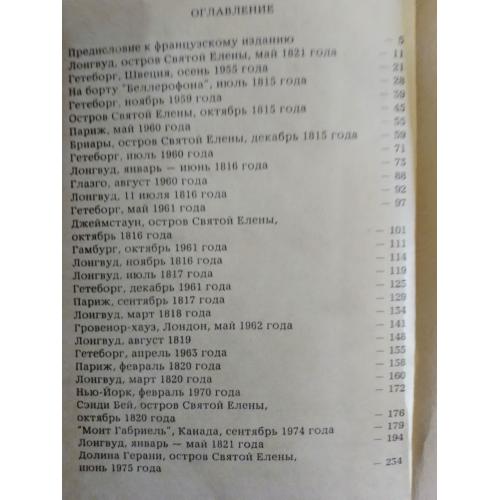 ОГЛАВЛЕНИЕ
Предисловие к французскому изданию – 5
Лонгвуд, остров Святой Елены, май 1821 года – 11
Гетеборг, Швеция, осень 1955 года – 21
На борту "Беллерофона", июль 1815 года – 28
Гетеборг, ноябрь 1959 года – 39
Остров Святой Елены, октябрь 1815 года – 45
Париж, май 1960 года – 55
Бриары, остров Святой Елены, декабрь 1815 года – 59
Гетеборг, июль 1960 года – 71
Лонгвуд, январь – июнь 1816 года – 73
Глазго, август 1960 года – 88
Лонгвуд, 11 июля 1816 года – 92
Гетеборг, май 1961 года – 97
Джеймстаун, остров Святой Елены,
октябрь 1816 года – 101
Гамбург, октябрь 1961 года – 111
Лонгвуд, ноябрь 1816 года – 114
Лонгвуд, июль 1817 года – 119
Гетеборг, декабрь 1961 года – 125
Париж, сентябрь 1817 года – 129
Лонгвуд, март 1818 года – 134
Гровенор-хауз, Лондон, май 1962 года – 141
Лонгвуд, август 1819 – 148
Гетеборг, апрель 1963 года – 155
Париж, февраль 1820 года – 158
Лонгвуд, март 1820 года – 160
Нью-Йорк, февраль 1970 года – 172
Сэнди Бей, остров Святой Елены,
октябрь 1820 года – 176
"Монт Габриель", Канада, сентябрь 1974 года – 179
Лонгвуд, январь – май 1821 года – 194
Долина Герани, остров Святой Елены,
июнь 1975 года – 234